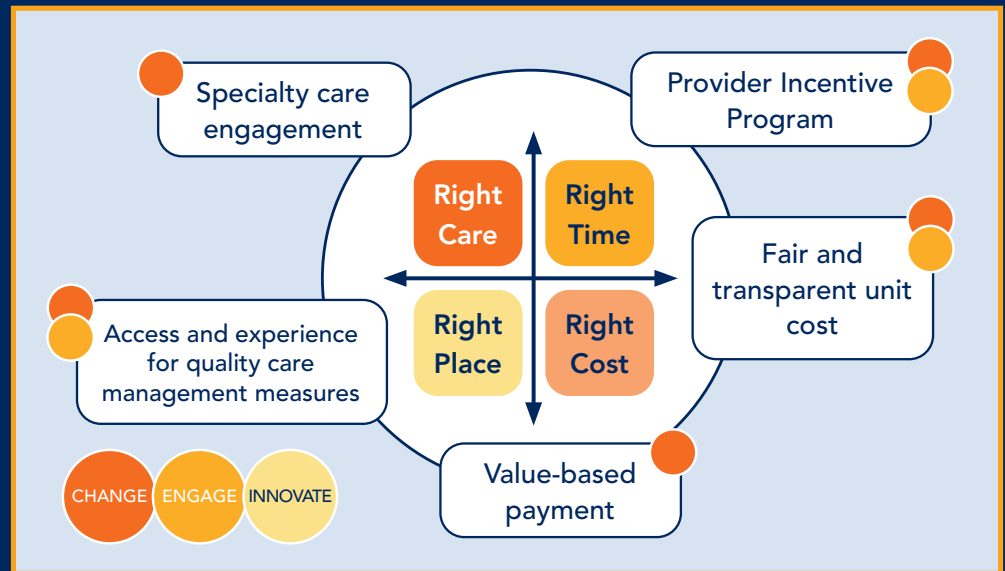 Specialty care
engagement
Provider Incentive
Program
Right
Care
Right
Time
Fair and
transparent unit
cost
Access and experience
for quality care
management measures
Right
Place
Right
Cost
Value-based
payment
CHANGE
ENGAGE
INNOVATE